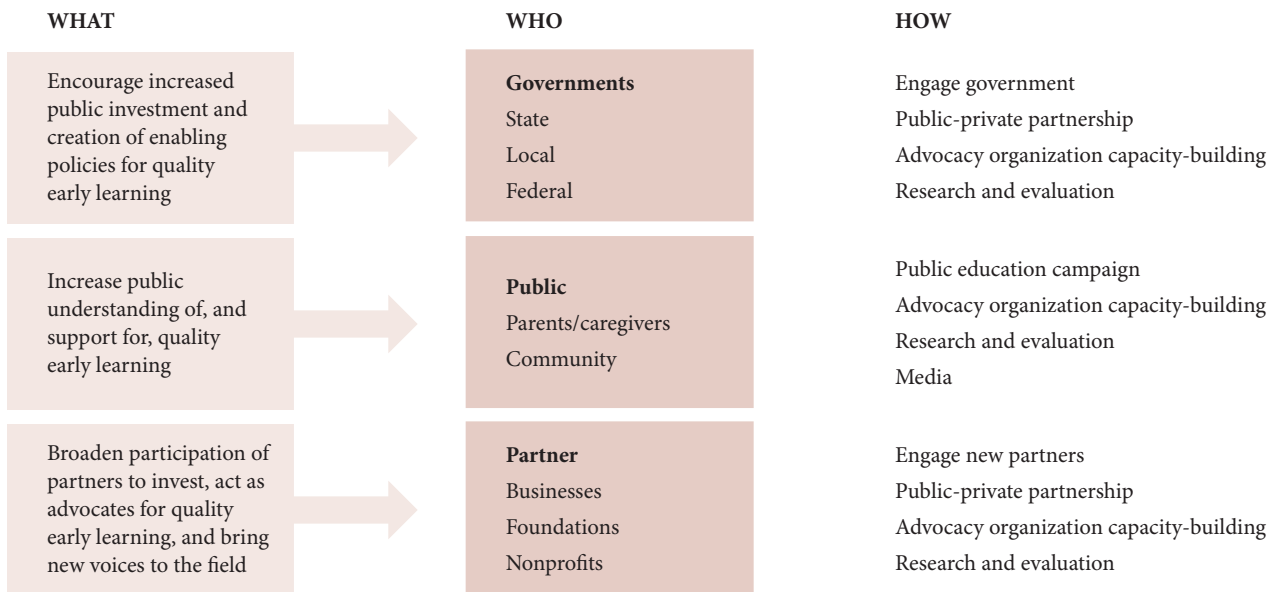 WHAT
WHO
HOW
Encourage increased
public investment and
creation of enabling
policies for quality
early learning
Governments
State
Local
Federal
Engage government
Public-private partnership
Advocacy organization capacity-building
Research and evaluation
Increase public
understanding of, and
support for, quality
early learning
Public
Parents/caregivers
Community
Public education campaign
Advocacy organization capacity-building
Research and evaluation
Media
Broaden participation of
partners to invest, act as
advocates for quality
early learning, and bring
new voices to the field
Partner
Businesses
Foundations
Nonprofits
Engage new partners
Public-private partnership
Advocacy organization capacity-building
Research and evaluation